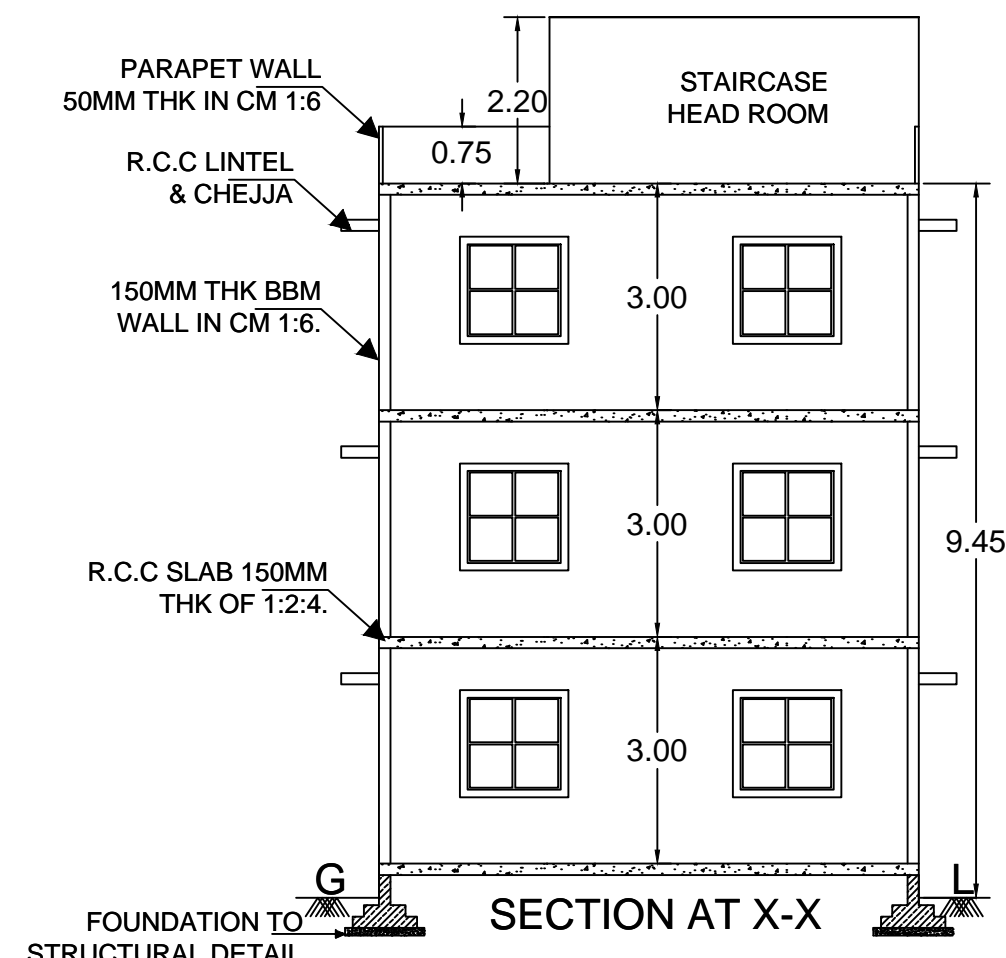 PARAPET WALL
50MM THK IN CM 1:6
R.C.C LINTEL
& CHEJJA
150MM THK BBM
WALL IN CM 1:6.
R.C.C SLAB 150MM
THK OF 1:2:4.
FOUNDATION TO
STRUCTURAL DETAIL
STAIRCASE
HEAD ROOM
2.20
0.75
3.00
3.00
3.00
9.45
G
L
SECTION AT X-X